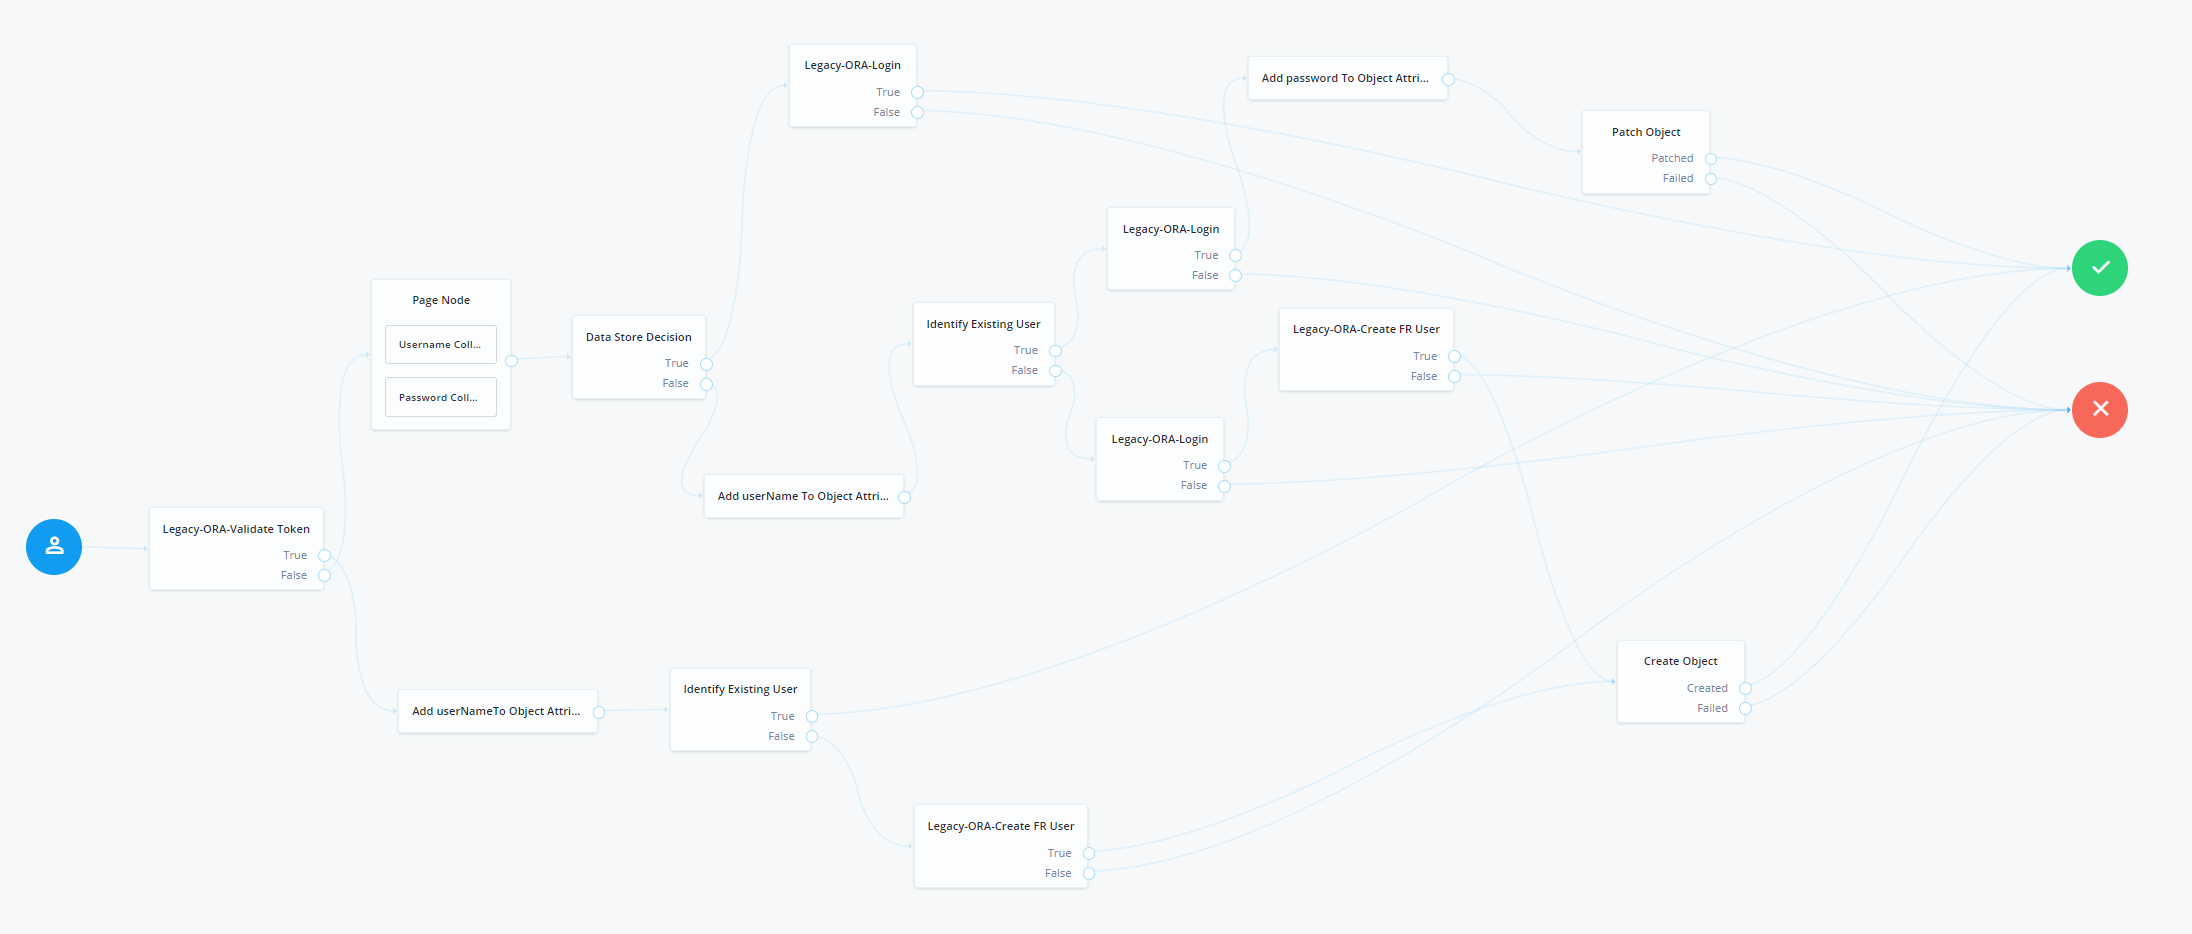 Legacy-ORA-Login
True
False
Add password To Object Attri...
Patch Object
Patched
Failed
Legacy-ORA-Login
True
False
Page Node
Username Coll...
Password Coll...
Data Store Decision
True
False
Identify Existing User
True
False
Legacy-ORA-Create FR User
True
False
Legacy-ORA-Login
True
False
Add userName To Object Attri...
Legacy-ORA-Validate Token
True
False
Add userNameTo Object Attri...
Identify Existing User
True
False
Create Object
Created
Failed
Legacy-ORA-Create FR User
True
False